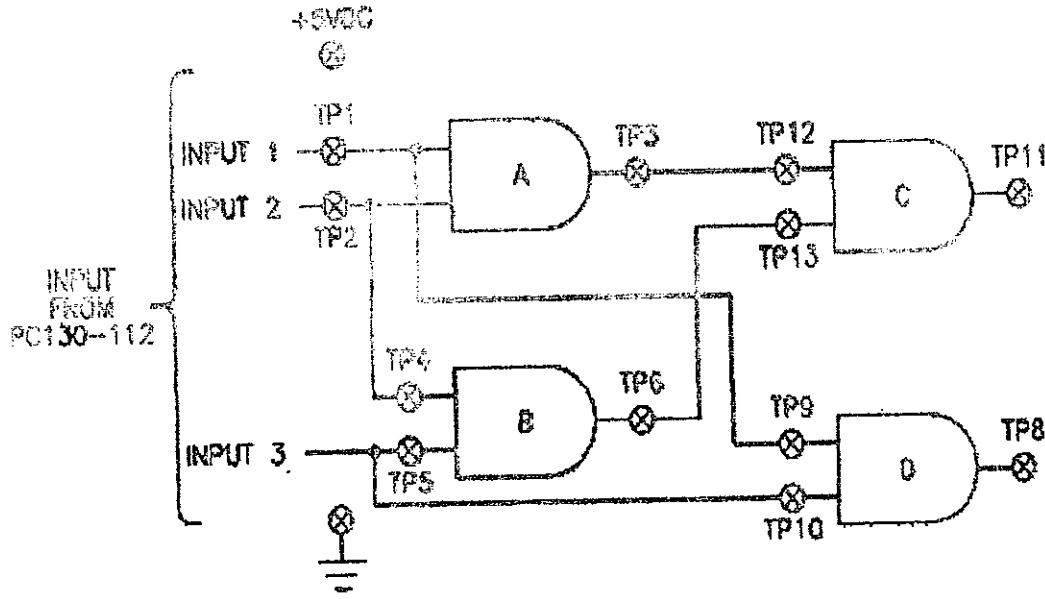 +5VDC
TP1
INPUT 1
A
TP3
TP12
C
TP11
INPUT 2
TP2
TP13
INPUT
FROM
PC130-112
TP4
B
TP6
TP9
D
TP8
INPUT 3
TP5
TP10